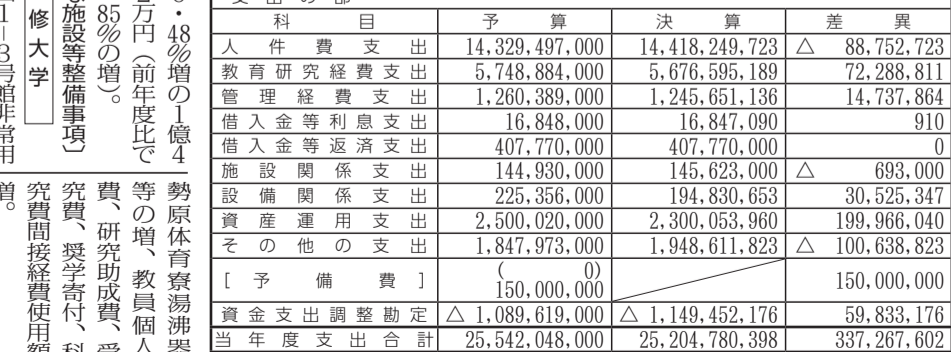 科目 予算 決算 差異
人件費支出 14,329,497,000 14,418,249,723 △ 88,752,723
教育研究経費支出 5,748,884,000 5,676,595,189 72,288,811
管理経費支出 1,260,389,000 1,245,651,136 14,737,864
借入金等利息支出 16,848,000 16,847,090 910
借入金等返済支出 407,770,000 407,770,000 0
施設関係支出 144,930,000 145,623,000 △ 693,000
設備関係支出 225,356,000 194,830,653 30,525,347
資産運用支出 2,500,020,000 2,300,053,960 199,966,040
その他の支出 1,847,973,000 1,948,611,823 △ 100,638,823
[予備費] ( 0) 150,000,000 150,000,000
資金支出調整勘定 △ 1,089,619,000 △ 1,149,452,176 59,833,176
当年度支出合計 25,542,048,000 25,204,780,398 337,267,602
・48%増の1億4
万円(前年度比で
85%の増)。
施設等整備事項〕
修大学
1-3号館非常用
勢原体育寮湯沸器
等の増、教員個人
費、研究助成費、受
究費、奨学寄付、科
究費間接経費使用額
増。